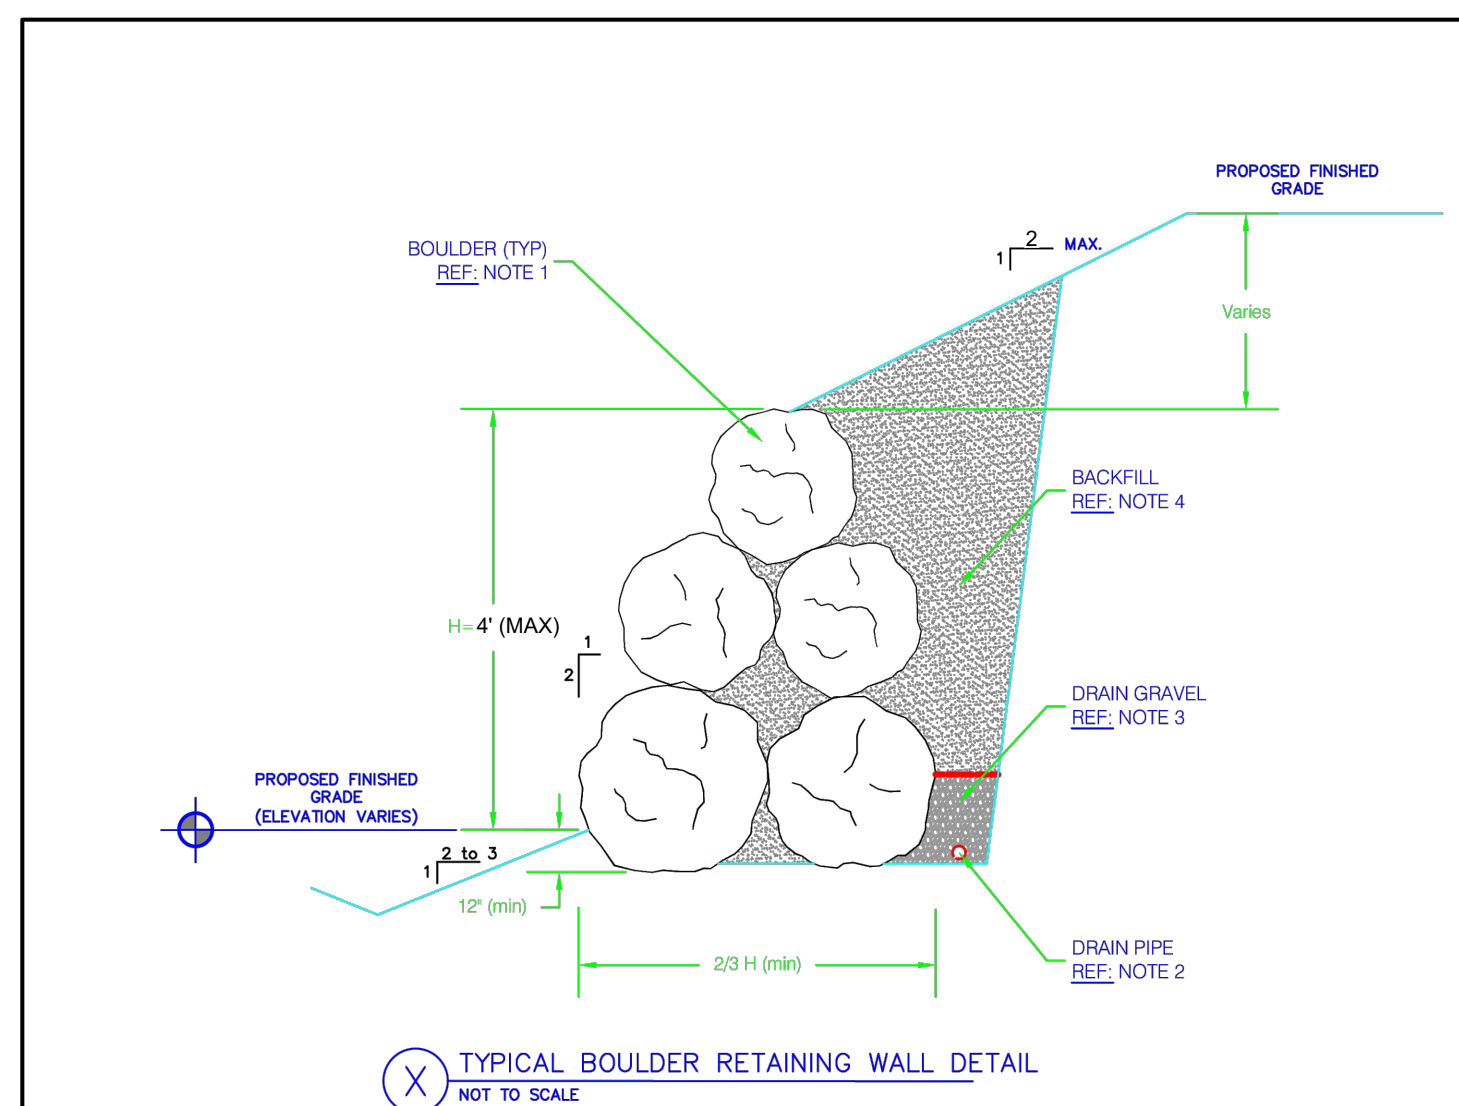 PROPOSED FINISHED
GRADE
2
1
MAX.
BOULDER (TYP)
REF: NOTE 1
Varies
BACKFILL
REF: NOTE 4
H=4' (MAX)
1
2
DRAIN GRAVEL
REF: NOTE 3
PROPOSED FINISHED
GRADE
(ELEVATION VARIES)
2 to 3
1
12" (min)
2/3 H (min)
DRAIN PIPE
REF: NOTE 2
X
TYPICAL BOULDER RETAINING WALL DETAIL
NOT TO SCALE